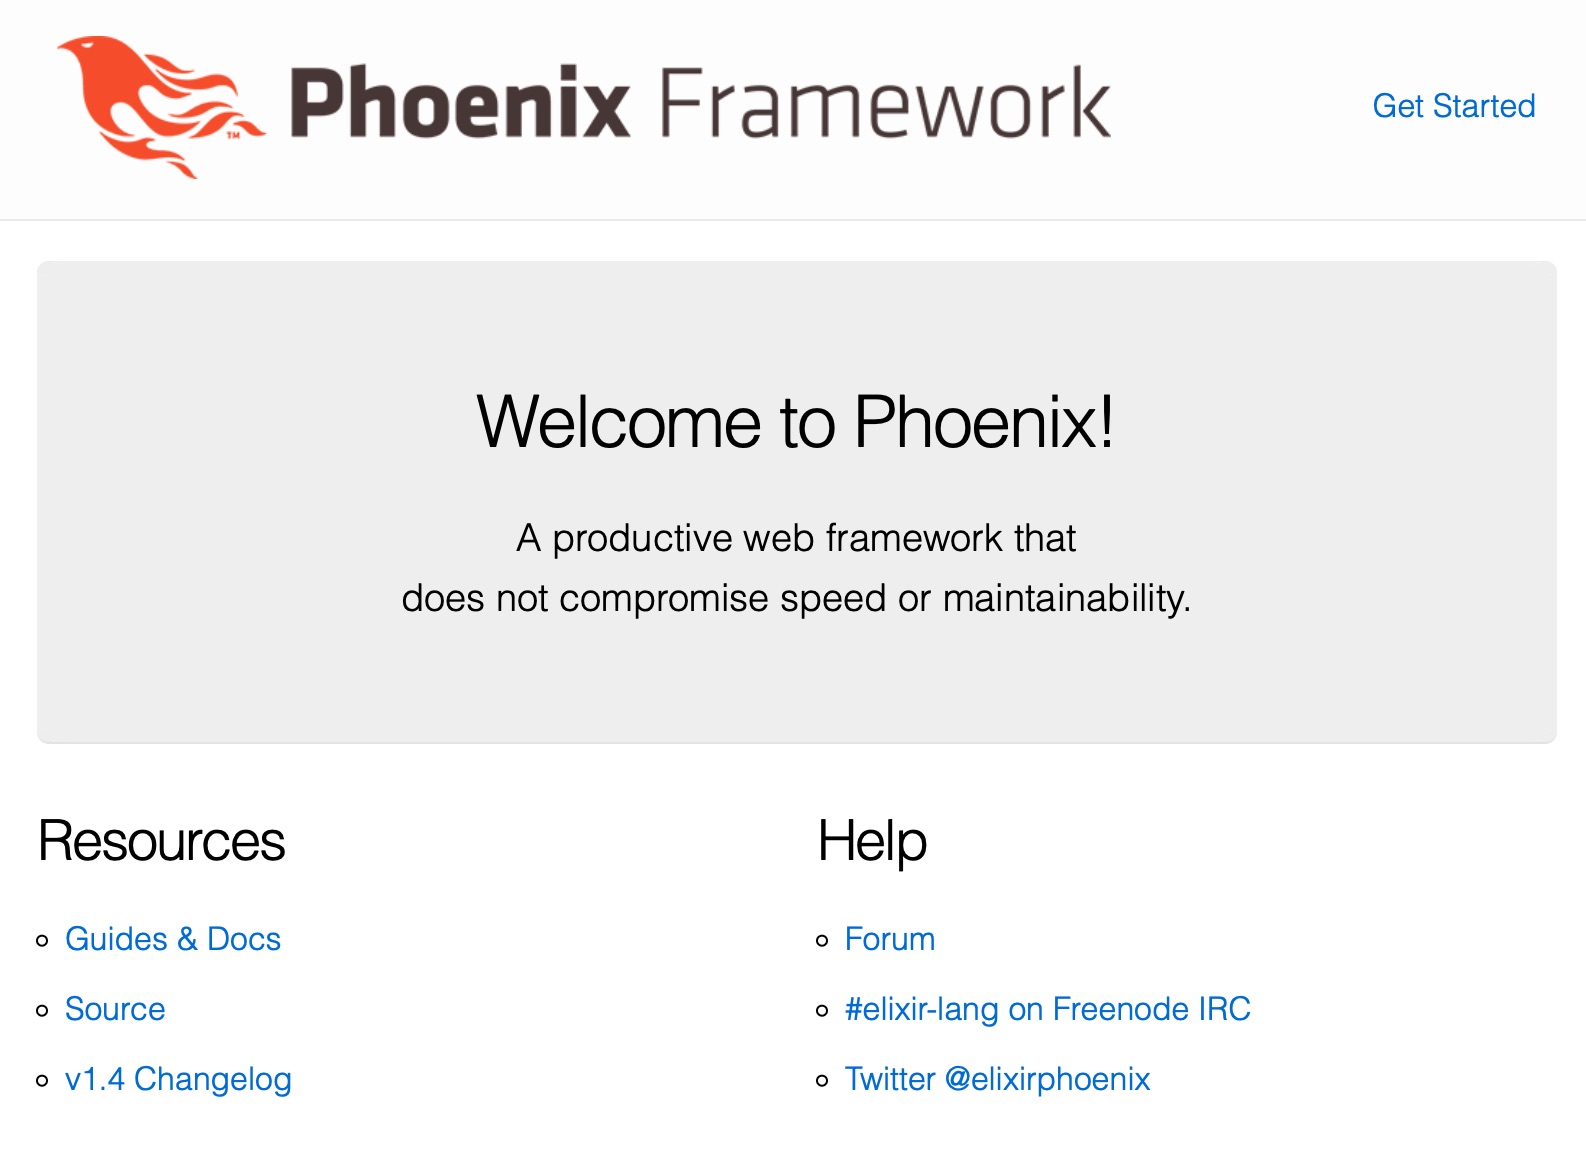 Phoenix Framework
Get Started
Welcome to Phoenix!
A productive web framework that
does not compromise speed or maintainability.
Resources
Guides & Docs
Source
v1.4 Changelog
Help
Forum
#elixir-lang on Freenode IRC
Twitter @elixirphoenix